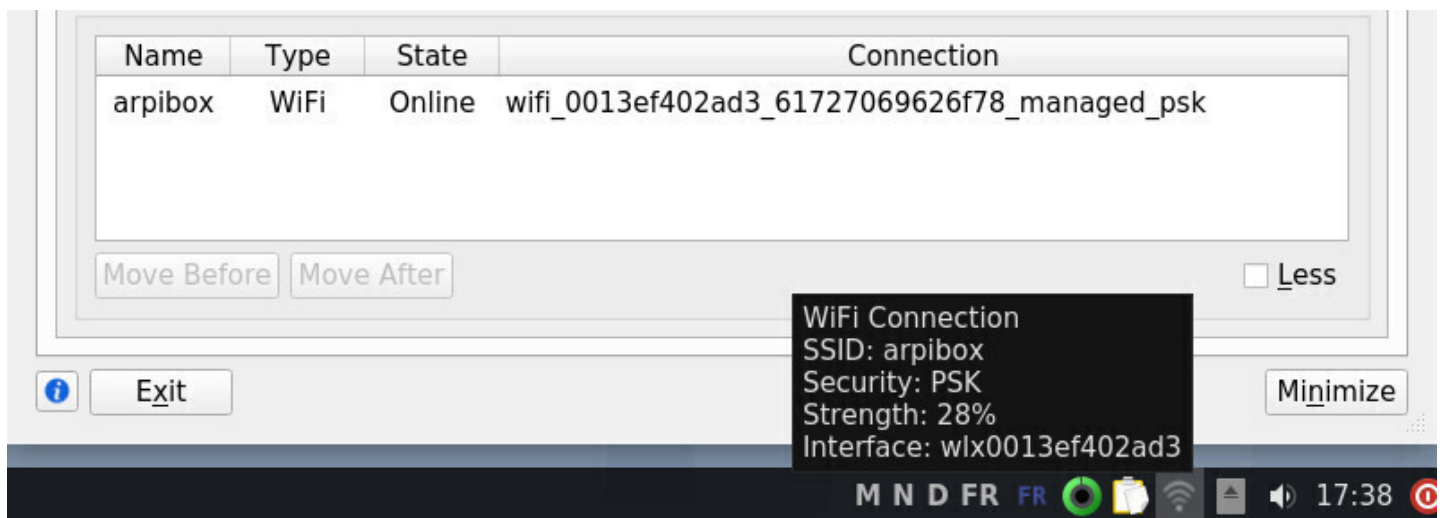 Name Type State Connection
arpibox WiFi Online wifi_0013ef402ad3_61727069626f78_managed_psk
Move Before Move After Less
WiFi Connection
SSID: arpibox
Security: PSK
Strength: 28%
Interface: wlx0013ef402ad3
Exit Minimize
M N D FR FR 17:38